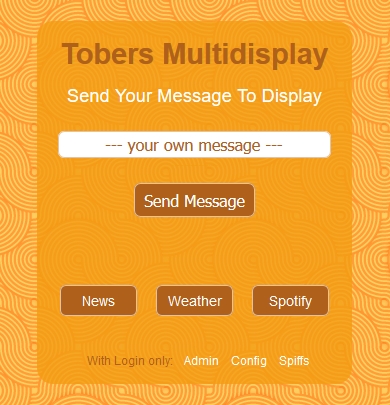 Tobers Multidisplay
Send Your Message To Display
--- your own message ---
Send Message
News Weather Spotify
With Login only: Admin Config Spiffs